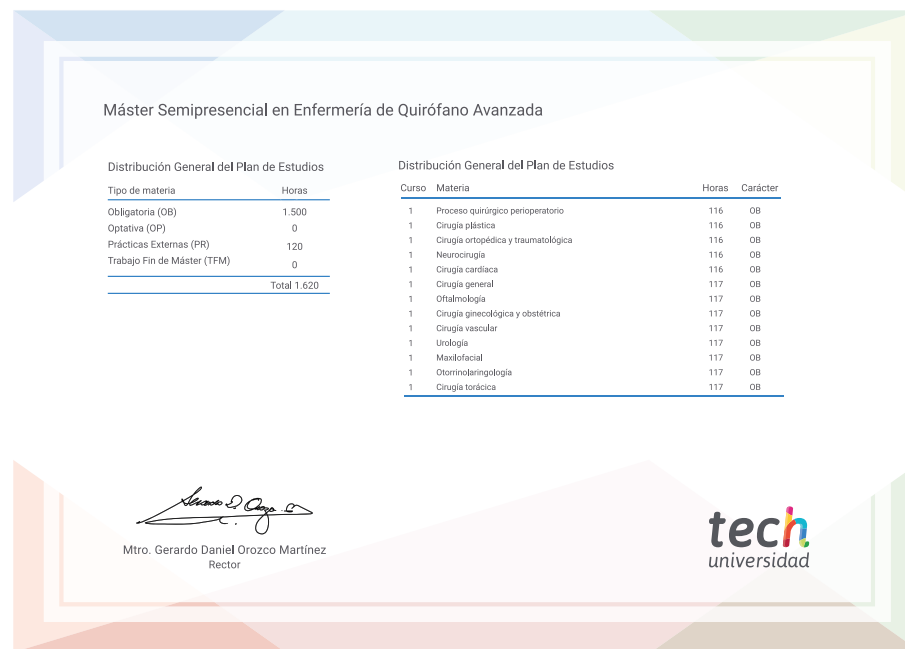 Máster Semipresencial en Enfermería de Quirófano Avanzada
Distribución General del Plan de Estudios
Tipo de materia Horas
Obligatoria (OB) 1.500
Optativa (OP) 0
Prácticas Externas (PR) 120
Trabajo Fin de Máster (TFM) 0
Total 1.620
Distribución General del Plan de Estudios
Curso Materia Horas Carácter
1 Proceso quirúrgico perioperatorio 116 OB
1 Cirugía plástica 116 OB
1 Cirugía ortopédica y traumatológica 116 OB
1 Neurocirugía 116 OB
1 Cirugía cardíaca 116 OB
1 Cirugía general 117 OB
1 Oftalmología 117 OB
1 Cirugía ginecológica y obstétrica 117 OB
1 Cirugía vascular 117 OB
1 Urología 117 OB
1 Maxilofacial 117 OB
1 Otorrinolaringología 117 OB
1 Cirugía torácica 117 OB
Mtro. Gerardo Daniel Orozco Martínez
Rector
tech
universidad